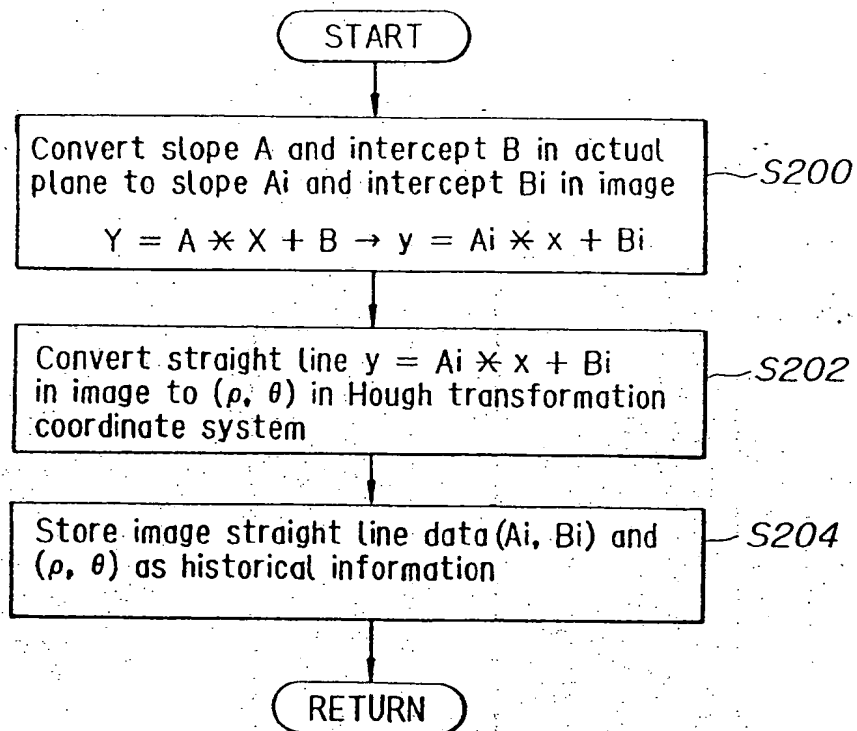 START
Convert slope A and intercept B in actual
plane to slope Ai and intercept Bi in image
Y = A * X + B → y = Ai * x + Bi
S200
Convert straight line y = Ai * x + Bi
in image to (ρ, θ) in Hough transformation
coordinate system
S202
Store image straight line data (Ai, Bi) and
(ρ, θ) as historical information
S204
RETURN